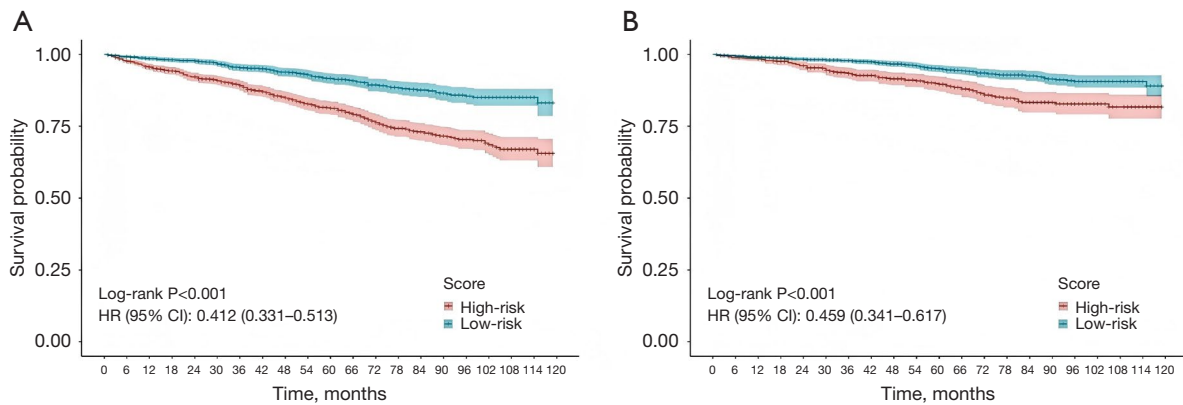 A
1.00
0.75
0.50
0.25
0.00
Survival probability
Log-rank P<0.001
HR (95% CI): 0.412 (0.331–0.513)
Score
High-risk
Low-risk
0 6 12 18 24 30 36 42 48 54 60 66 72 78 84 90 96 102 108 114 120
Time, months
B
1.00
0.75
0.50
0.25
0.00
Survival probability
Log-rank P<0.001
HR (95% CI): 0.459 (0.341–0.617)
Score
High-risk
Low-risk
0 6 12 18 24 30 36 42 48 54 60 66 72 78 84 90 96 102 108 114 120
Time, months